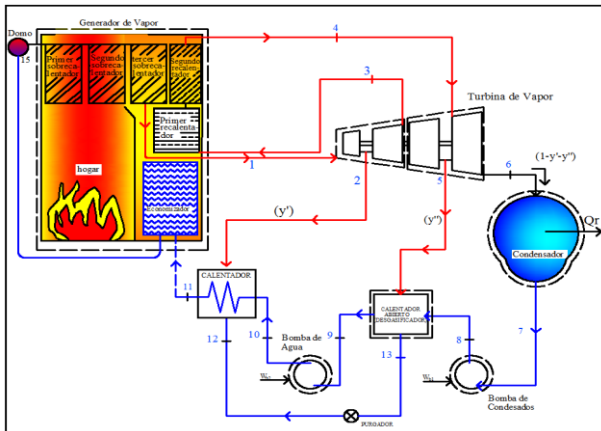 Generador de Vapor
Domo
15
Primer
sobreca-
lentador
Segundo
sobreca-
lentador
tercer
sobreca-
lentador
Segundo
recalen-
tador
Primer
recalenta-
dor
hogar
Economizador
4
3
1
2
5
6
Turbina de Vapor
(1-y'-y'')
(y')
(y'')
Qr
Condensador
CALENTADOR
CALENTADOR
ABIERTO
DESGASIFICADOR
11
12
10
9
13
8
7
Bomba de
Agua
Bomba de
Condesados
PURGADOR